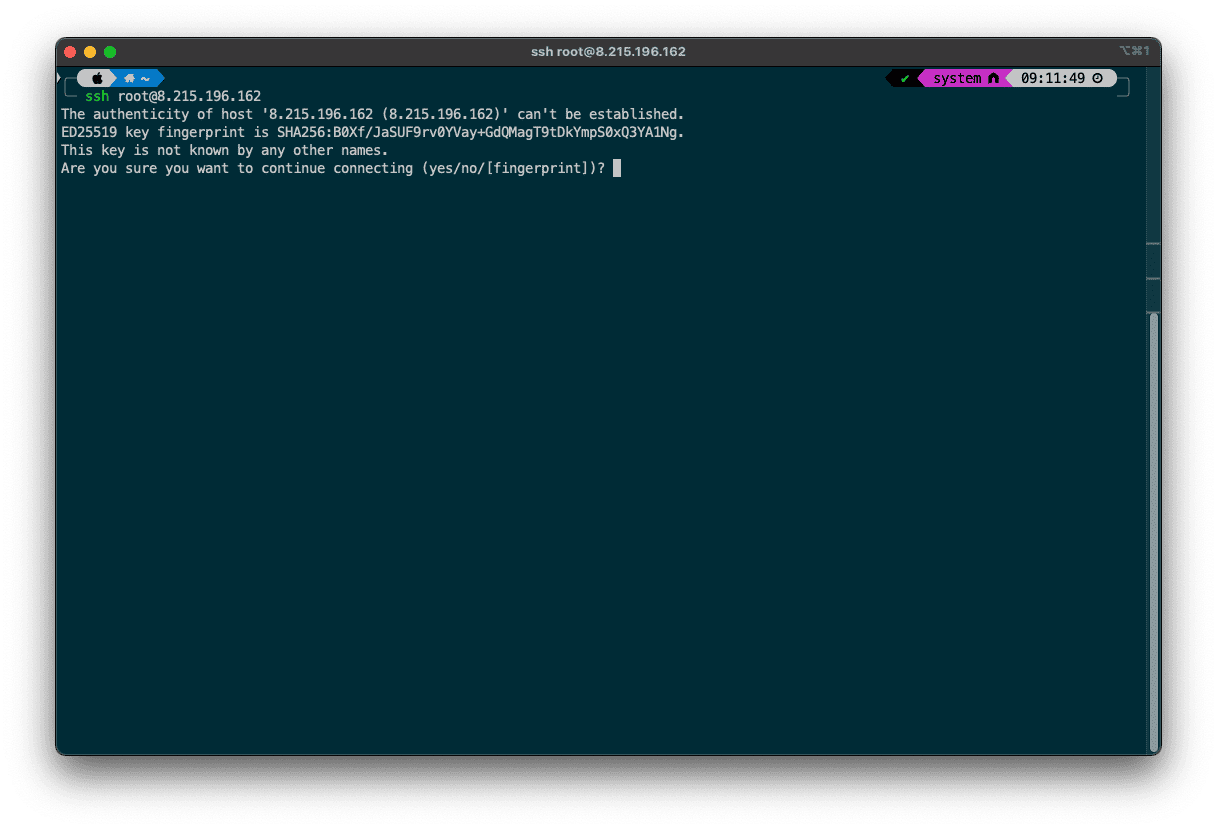 ssh root@8.215.196.162
⌥⌘1
~
✔ system 09:11:49
ssh root@8.215.196.162
The authenticity of host '8.215.196.162 (8.215.196.162)' can't be established.
ED25519 key fingerprint is SHA256:B0Xf/JaSUF9rv0YVay+GdQMagT9tDkYmpS0xQ3YA1Ng.
This key is not known by any other names.
Are you sure you want to continue connecting (yes/no/[fingerprint])?